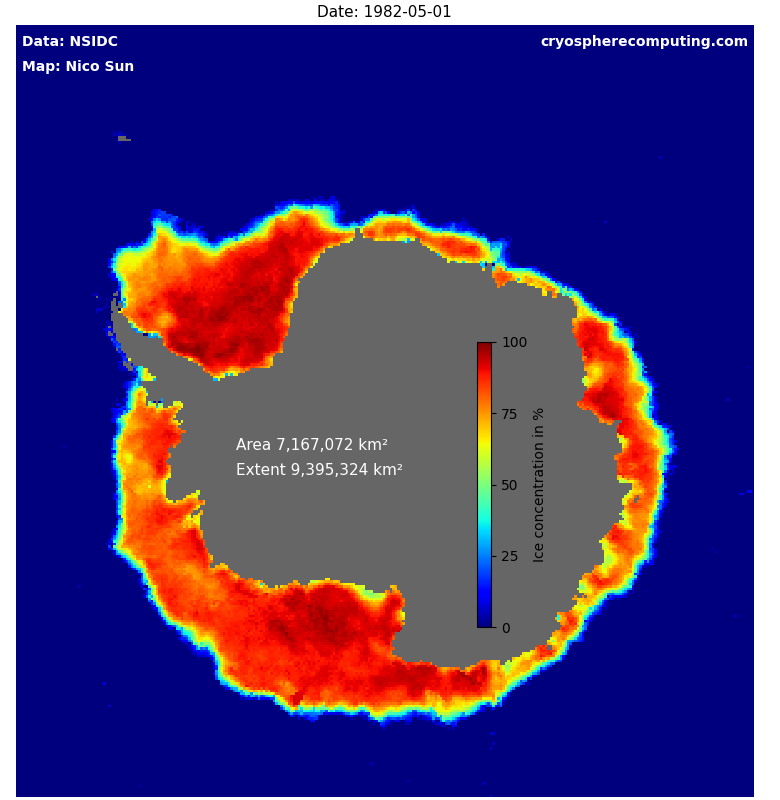 Date: 1982-05-01
Data: NSIDC
cryospherecomputing.com
Map: Nico Sun
100
75
50
25
0
Ice concentration in %
Area 7,167,072 km²
Extent 9,395,324 km²